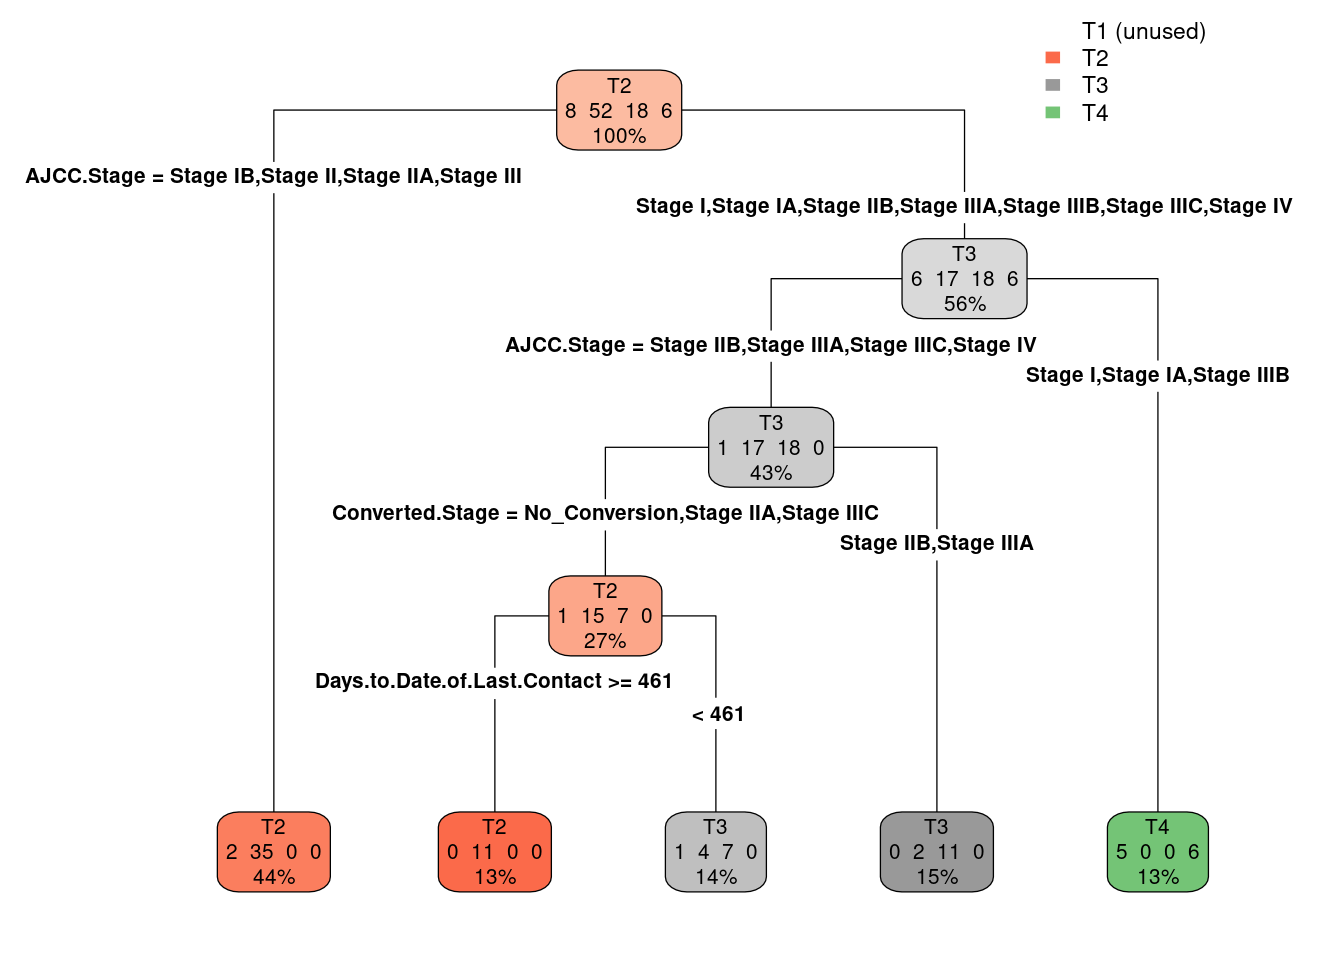 T1 (unused)
T2
T3
T4
T2
8 52 18 6
100%
AJCC.Stage = Stage IB,Stage II,Stage IIA,Stage III
Stage I,Stage IA,Stage IIB,Stage IIIA,Stage IIIB,Stage IIIC,Stage IV
T3
6 17 18 6
56%
AJCC.Stage = Stage IIB,Stage IIIA,Stage IIIC,Stage IV
Stage I,Stage IA,Stage IIIB
T3
1 17 18 0
43%
Converted.Stage = No_Conversion,Stage IIA,Stage IIIC
Stage IIB,Stage IIIA
T2
1 15 7 0
27%
Days.to.Date.of.Last.Contact >= 461
< 461
T2
2 35 0 0
44%
T2
0 11 0 0
13%
T3
1 4 7 0
14%
T3
0 2 11 0
15%
T4
5 0 0 6
13%